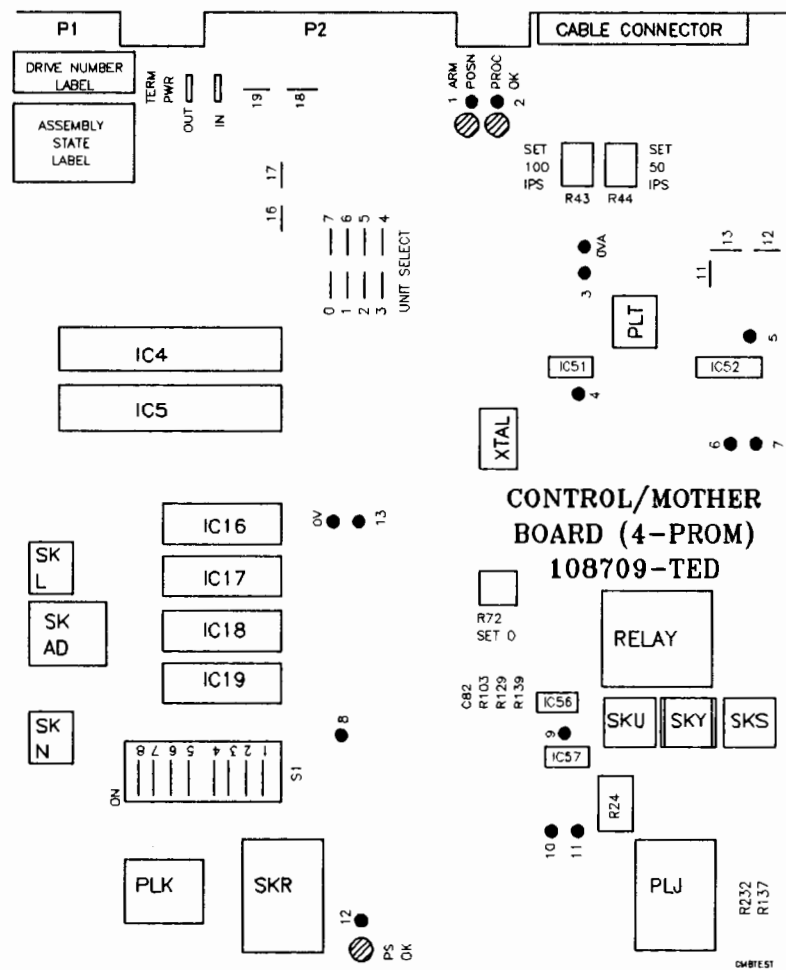 P1
P2
CABLE CONNECTOR
DRIVE NUMBER
LABEL
ASSEMBLY
STATE
LABEL
TERM
PWR
OUT
IN
19
18
17
16
1 ARM
POSN
PROC
2 OK
SET
100
IPS
R43
R44
SET
50
IPS
7
6
5
4
0
1
2
3
UNIT SELECT
0VA
3
13
12
11
PLT
5
IC4
IC5
IC51
IC52
4
XTAL
6
7
0V
13
IC16
IC17
IC18
IC19
CONTROL/MOTHER
BOARD (4-PROM)
108709-TED
SK
L
SK
AD
SK
N
R72
SET 0
RELAY
C82
R103
R129
R139
IC56
SKU
SKY
SKS
8
9
IC57
ON
8
7
6
5
4
3
2
1
S1
R24
10
11
PLK
SKR
PLJ
R232
R137
12
PS
OK
CMBTEST